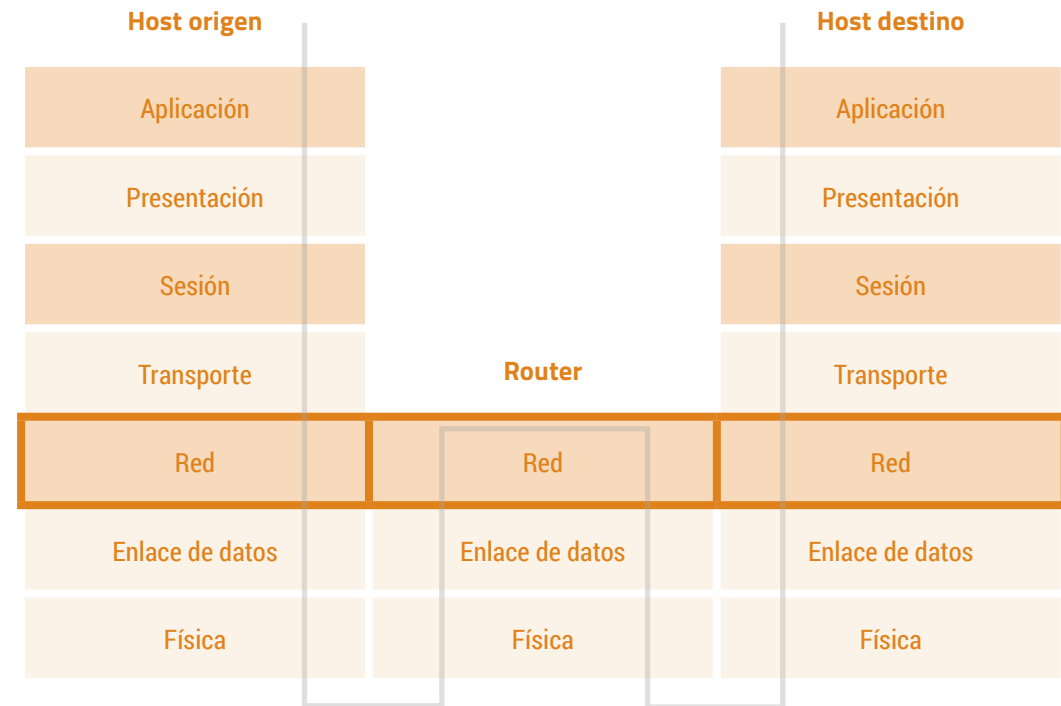 Host origen
Host destino
Aplicación
Aplicación
Presentación
Presentación
Sesión
Sesión
Transporte
Router
Transporte
Red
Red
Red
Enlace de datos
Enlace de datos
Enlace de datos
Física
Física
Física